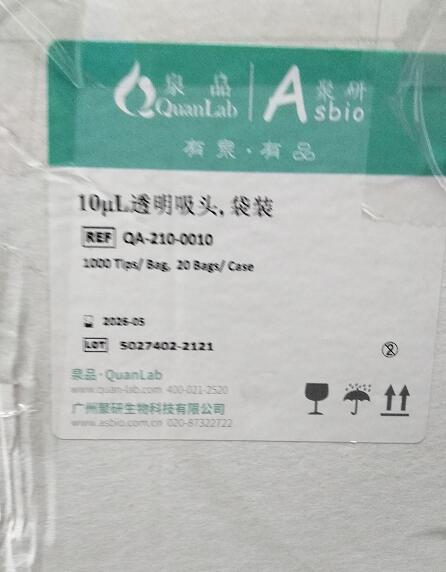 泉 品
QuanLab
聚 研
Asbio
有泉·有品
10μL透明吸头, 袋装
REF QA-210-0010
1000 Tips/ Bag, 20 Bags/ Case
2026-05
LOT 5027402-2121
泉品·QuanLab
www.quan-lab.com 400-021-2520
广州聚研生物科技有限公司
www.asbio.com.cn 020-87322722